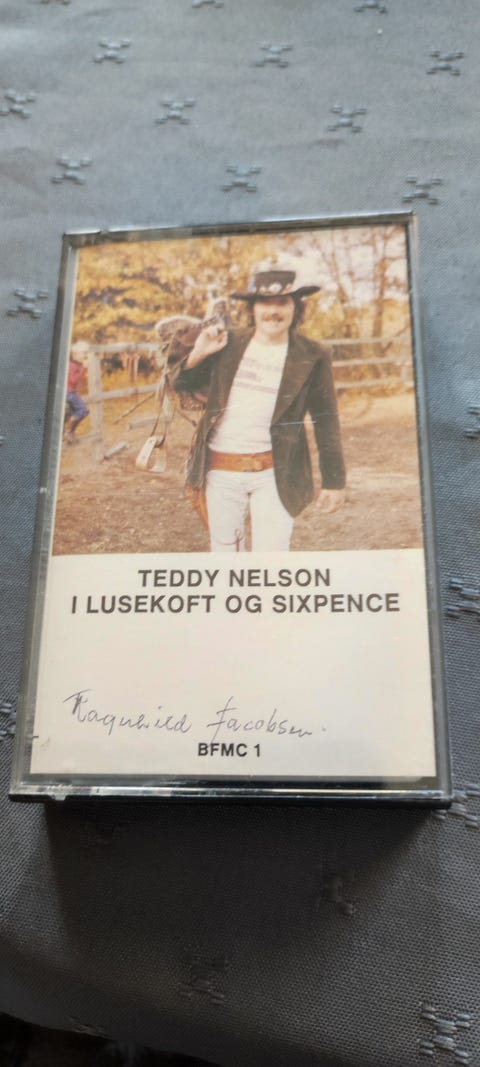 TEDDY NELSON
I LUSEKOFT OG SIXPENCE
Ragnhild Jacobsen.
BFMC 1